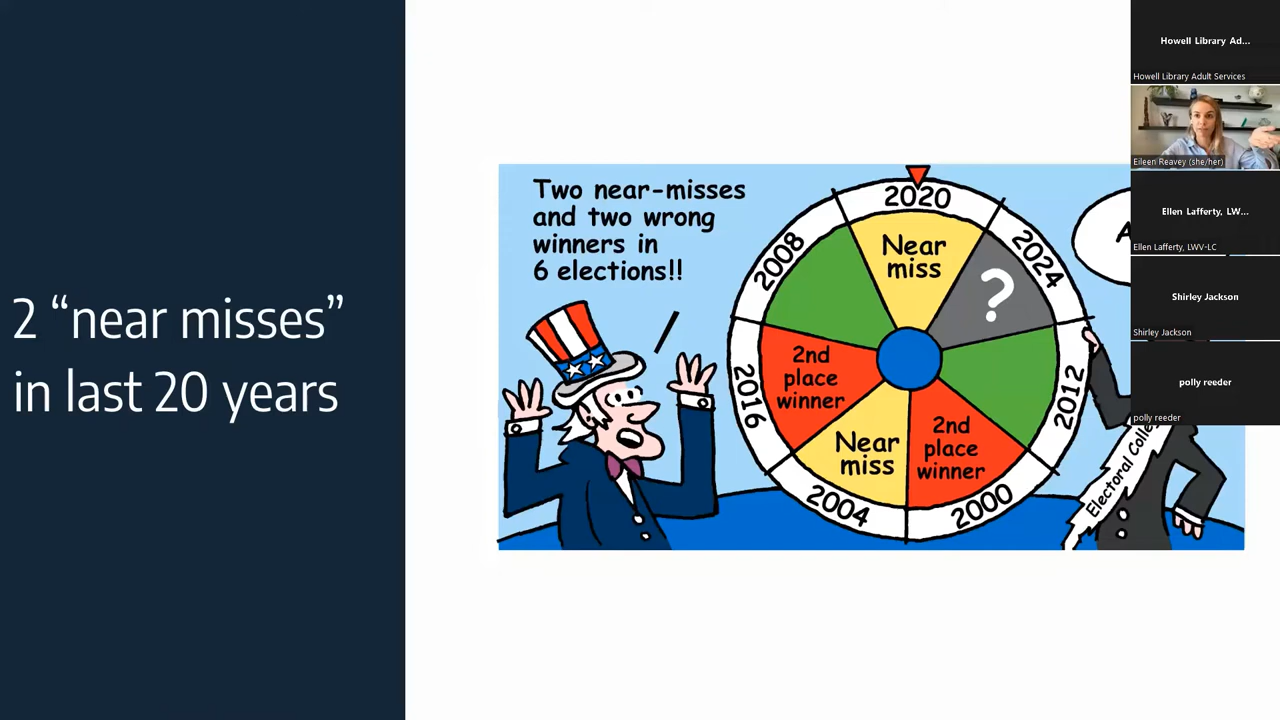 2 “near misses”
in last 20 years
Two near-misses
and two wrong
winners in
6 elections!!
2020
2024
2012
2000
2004
2016
2008
Near
miss
?
2nd
place
winner
Near
miss
2nd
place
winner
Howell Library Ad...
Howell Library Adult Services
Eileen Reavey (she/her)
Ellen Lafferty, LW...
Ellen Lafferty, LWV-LC
Shirley Jackson
Shirley Jackson
polly reeder
polly reeder
Electoral